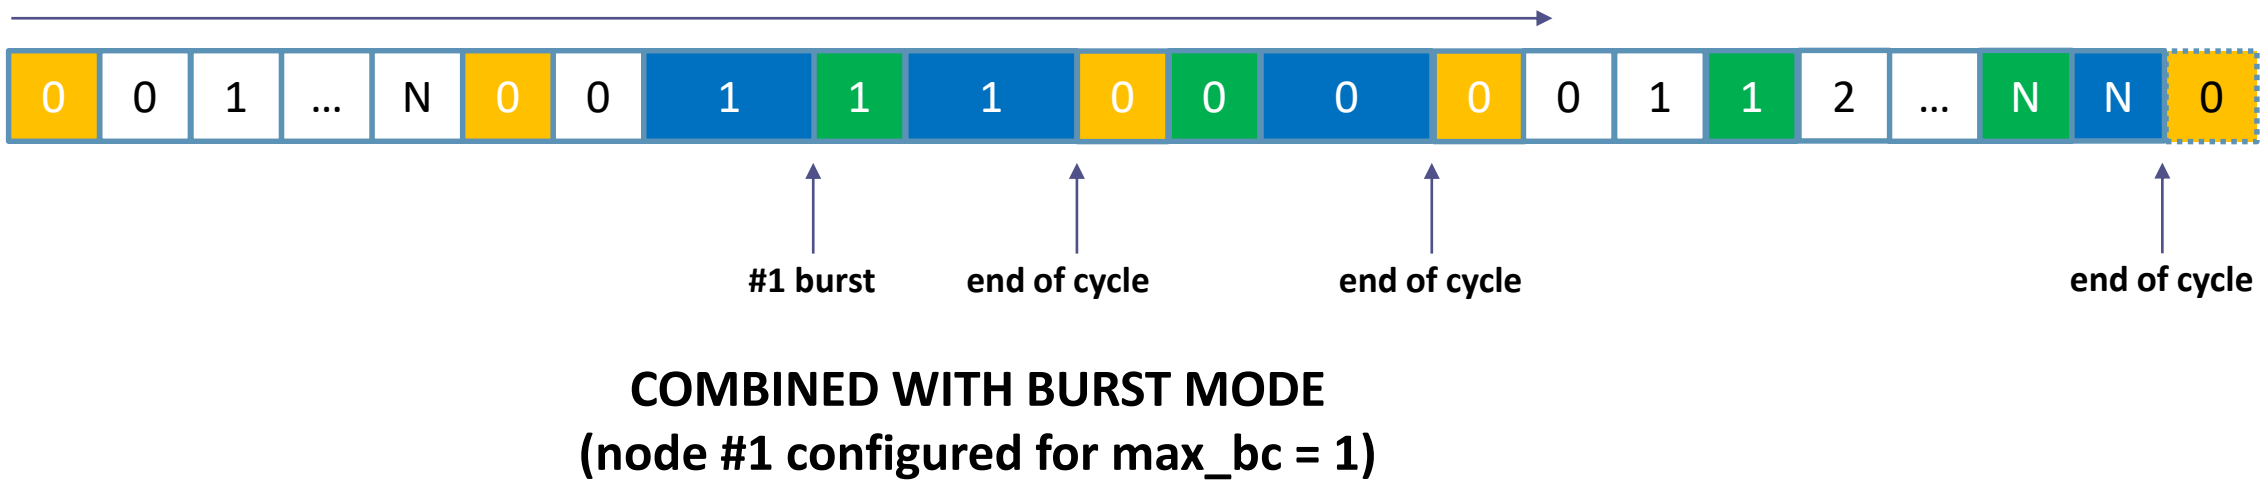 0 0 1 ... N 0 0 1 1 1 0 0 0 0 0 1 1 2 ... N N 0
#1 burst end of cycle end of cycle end of cycle
COMBINED WITH BURST MODE
(node #1 configured for max_bc = 1)